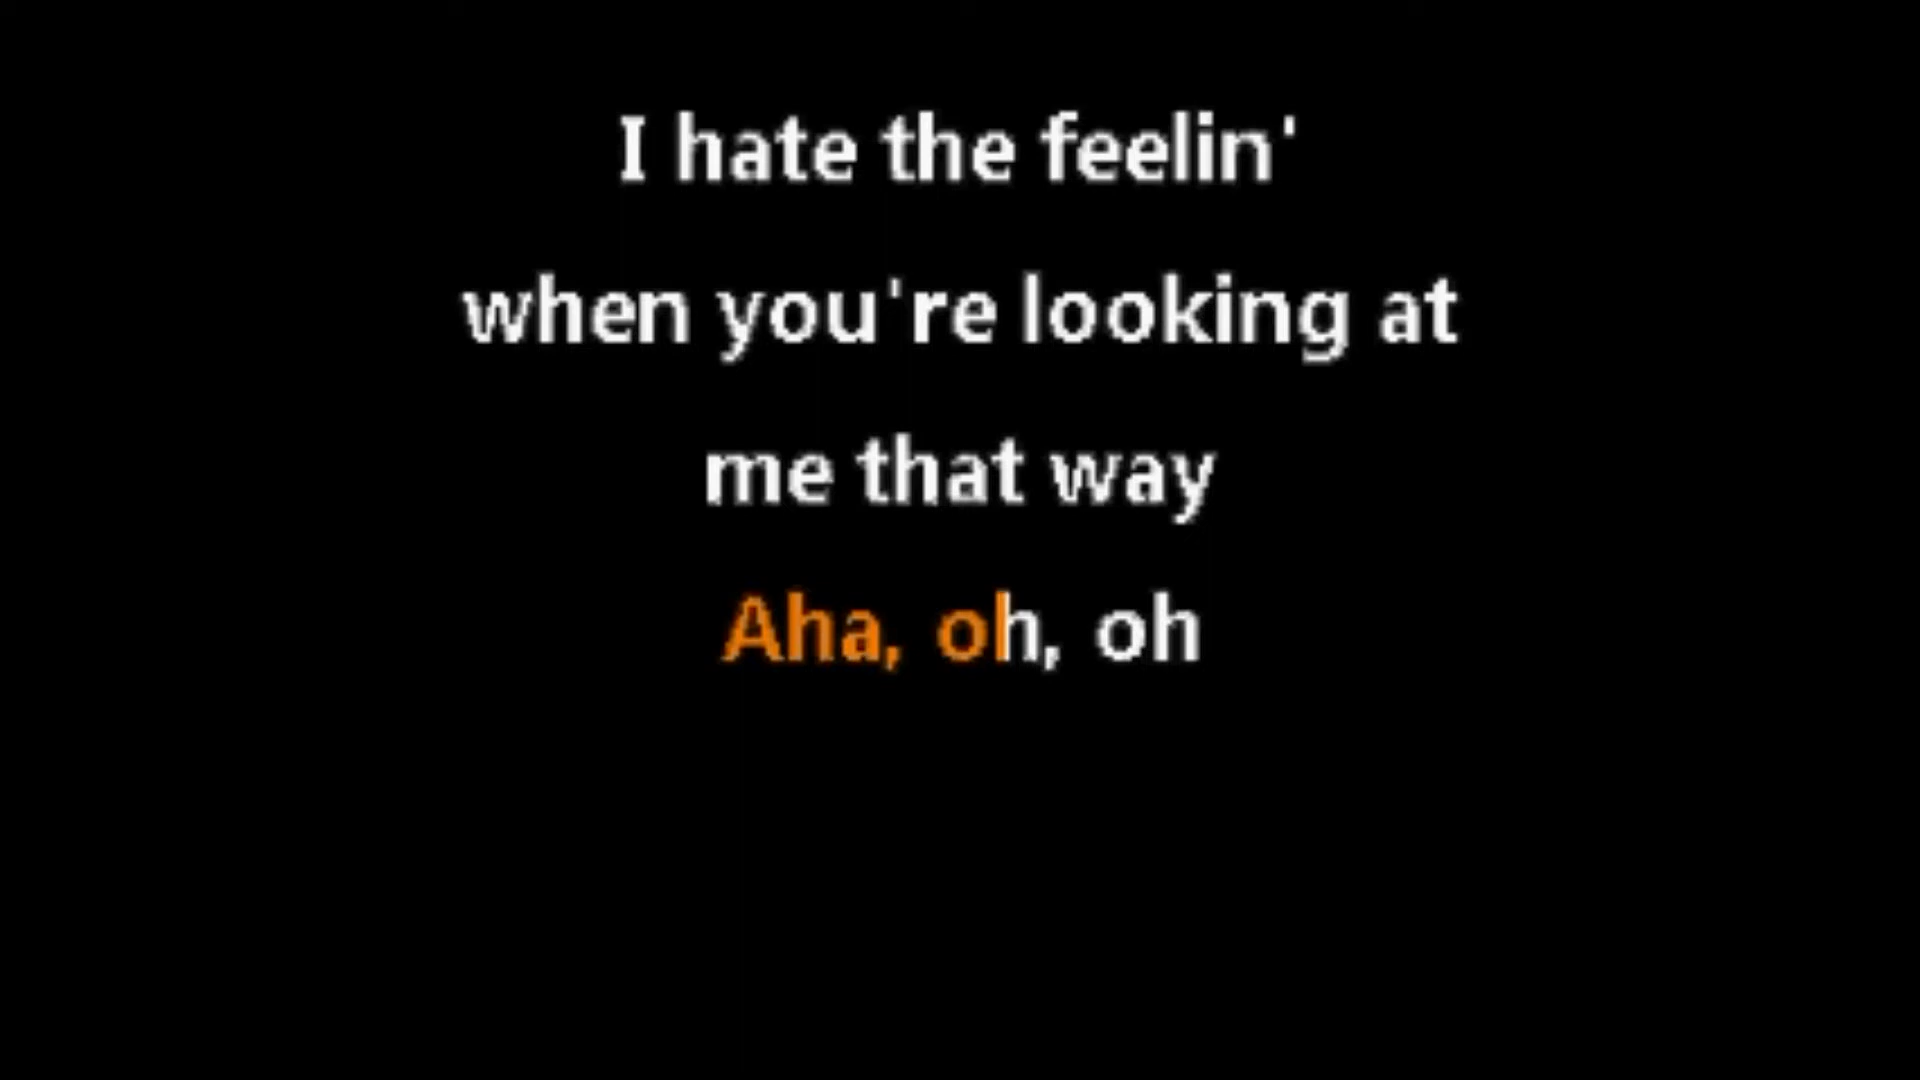 I hate the feelin'
when you're looking at
me that way
Aha, oh, oh